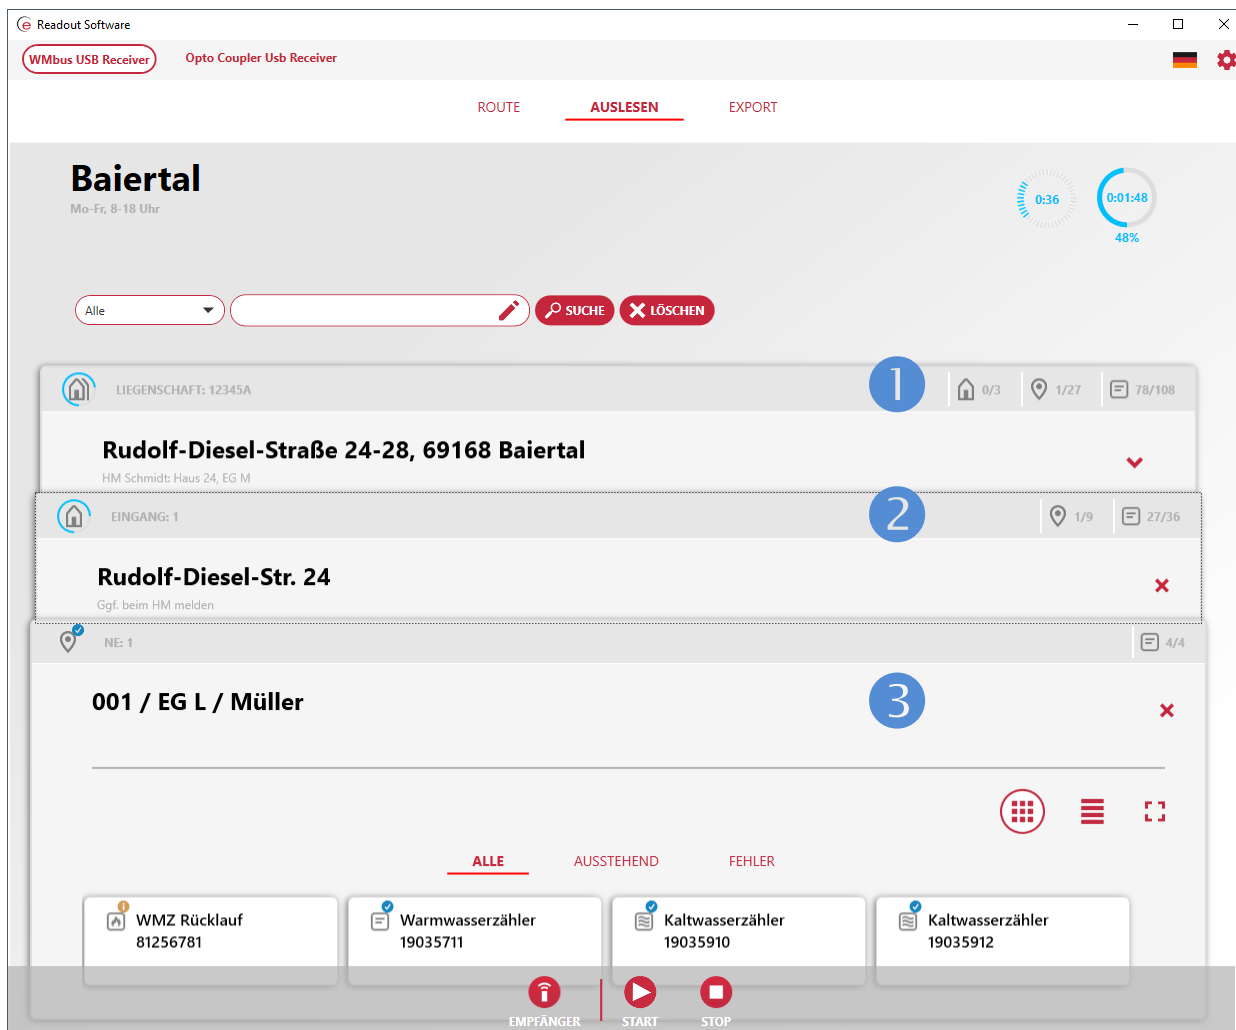 Readout Software
WMbus USB Receiver
Opto Coupler Usb Receiver
ROUTE
AUSLESEN
EXPORT
Baiertal
Mo-Fr, 8-18 Uhr
0:36
0:01:48
48%
Alle
SUCHE
LÖSCHEN
LIEGENSCHAFT: 12345A
1
0/3
1/27
78/108
Rudolf-Diesel-Straße 24-28, 69168 Baiertal
HM Schmidt: Haus 24, EG M
EINGANG: 1
2
1/9
27/36
Rudolf-Diesel-Str. 24
Ggf. beim HM melden
NE: 1
4/4
001 / EG L / Müller
3
ALLE
AUSSTEHEND
FEHLER
WMZ Rücklauf
81256781
Warmwasserzähler
19035711
Kaltwasserzähler
19035910
Kaltwasserzähler
19035912
EMPFÄNGER
START
STOP